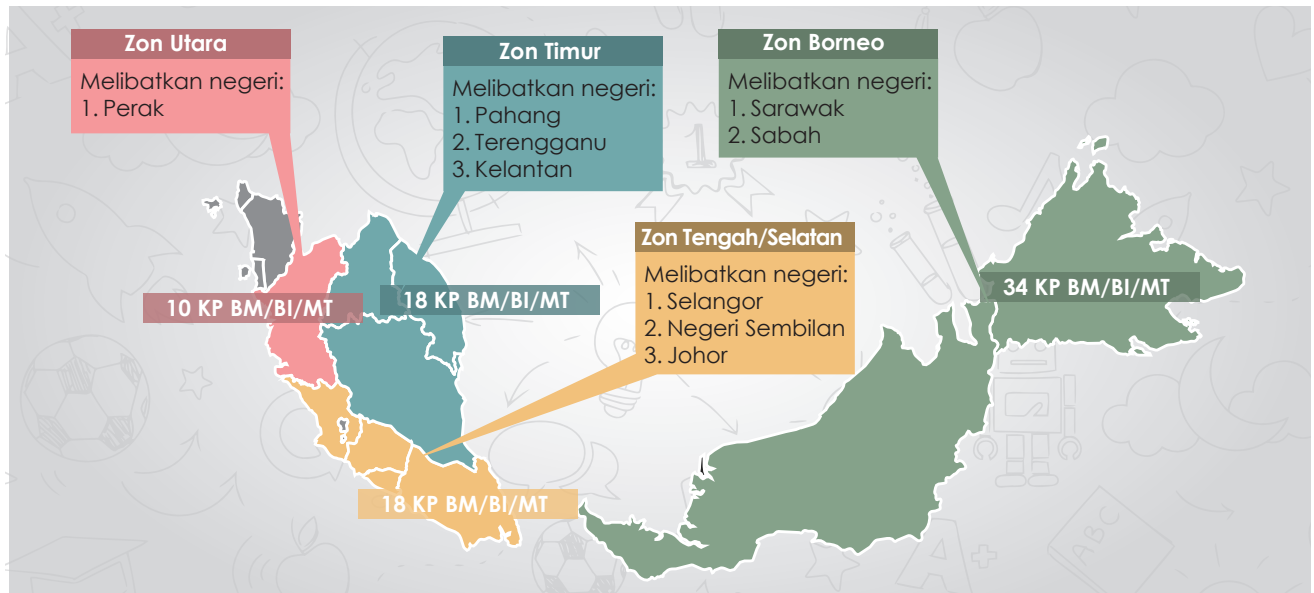 Zon Utara
Melibatkan negeri:
1. Perak
Zon Timur
Melibatkan negeri:
1. Pahang
2. Terengganu
3. Kelantan
Zon Borneo
Melibatkan negeri:
1. Sarawak
2. Sabah
Zon Tengah/Selatan
Melibatkan negeri:
1. Selangor
2. Negeri Sembilan
3. Johor
10 KP BM/BI/MT
18 KP BM/BI/MT
34 KP BM/BI/MT
18 KP BM/BI/MT
1
ABC
A+